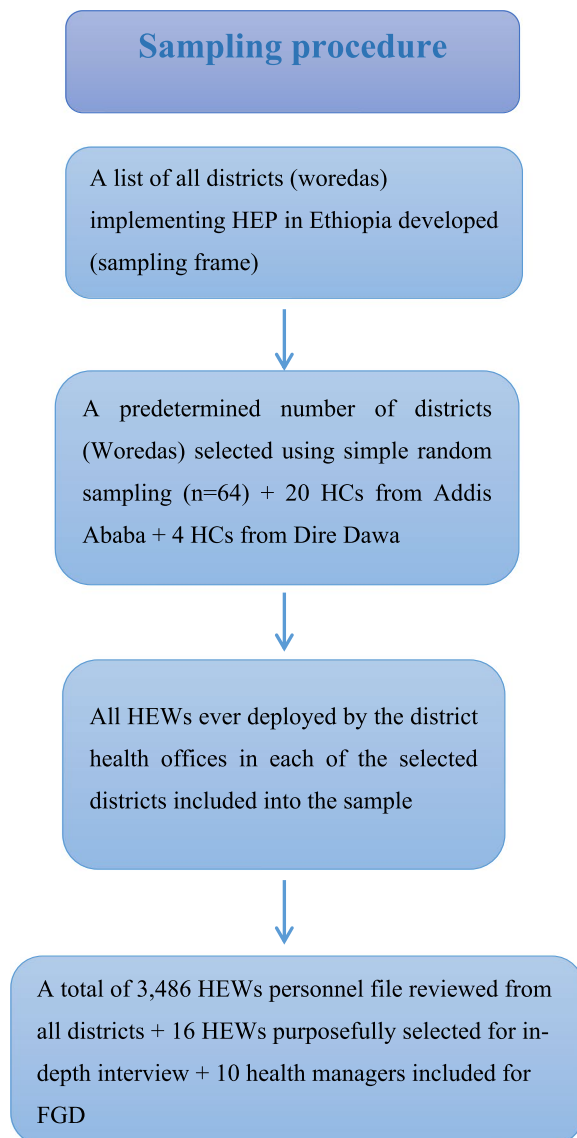 Sampling procedure
A list of all districts (woredas)
implementing HEP in Ethiopia developed
(sampling frame)
A predetermined number of districts
(Woredas) selected using simple random
sampling (n=64) + 20 HCs from Addis
Ababa + 4 HCs from Dire Dawa
All HEWs ever deployed by the district
health offices in each of the selected
districts included into the sample
A total of 3,486 HEWs personnel file reviewed from
all districts + 16 HEWs purposefully selected for in-
depth interview + 10 health managers included for
FGD